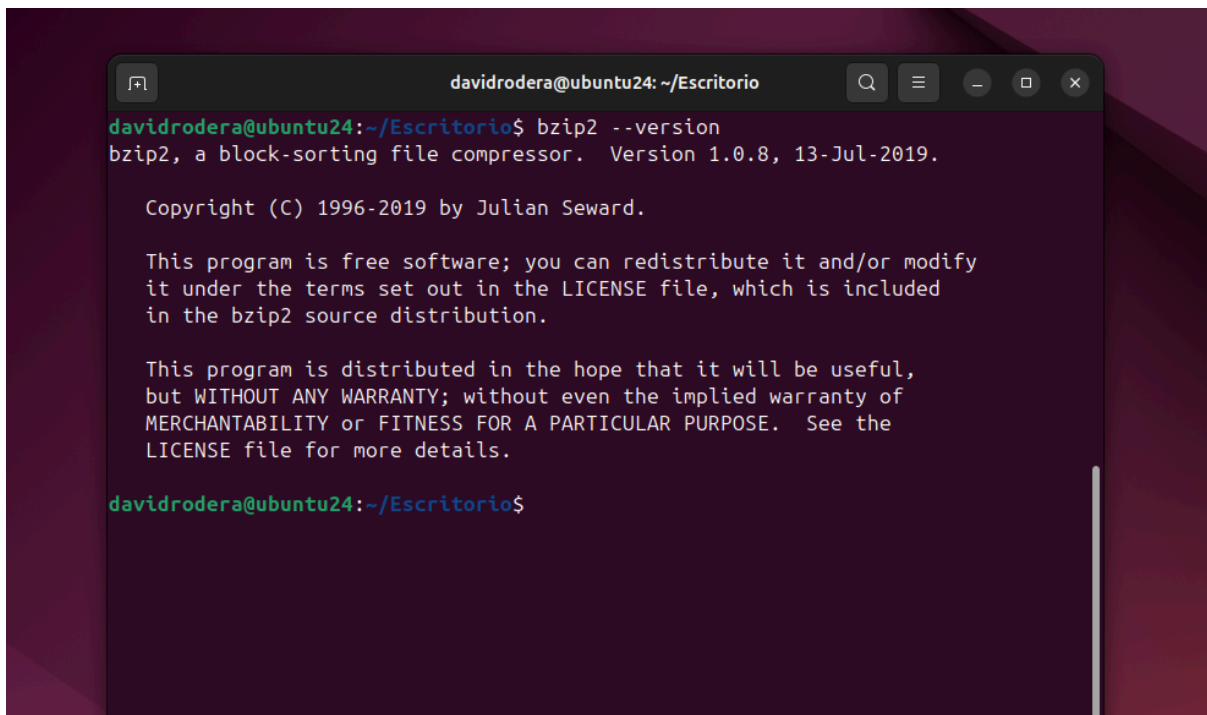 davidrodera@ubuntu24: ~/Escritorio
davidrodera@ubuntu24:~/Escritorio$ bzip2 --version
bzip2, a block-sorting file compressor.  Version 1.0.8, 13-Jul-2019.
Copyright (C) 1996-2019 by Julian Seward.
This program is free software; you can redistribute it and/or modify
it under the terms set out in the LICENSE file, which is included
in the bzip2 source distribution.
This program is distributed in the hope that it will be useful,
but WITHOUT ANY WARRANTY; without even the implied warranty of
MERCHANTABILITY or FITNESS FOR A PARTICULAR PURPOSE.  See the
LICENSE file for more details.
davidrodera@ubuntu24:~/Escritorio$